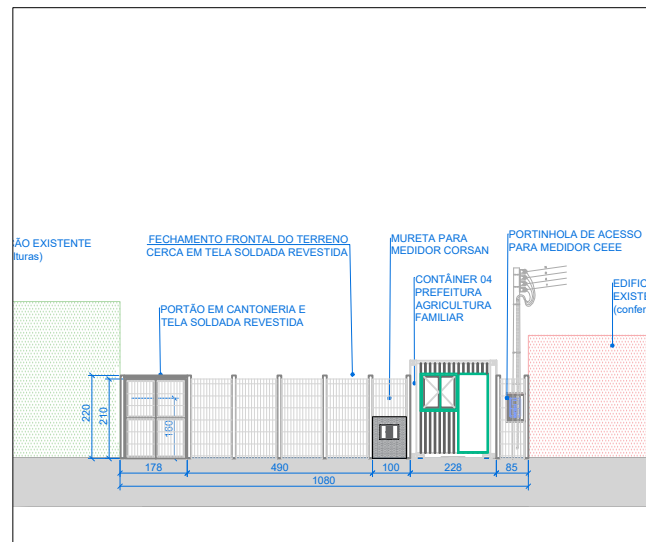 ÃO EXISTENTE
lturas)
FECHAMENTO FRONTAL DO TERRENO
CERCA EM TELA SOLDADA REVESTIDA
MURETA PARA
MEDIDOR CORSAN
PORTINHOLA DE ACESSO
PARA MEDIDOR CEEE
CONTÂINER 04
PREFEITURA
AGRICULTURA
FAMILIAR
EDIFIC
EXISTE
(confer
PORTÃO EM CANTONERIA E
TELA SOLDADA REVESTIDA
220
210
160
178
490
100
228
85
1080